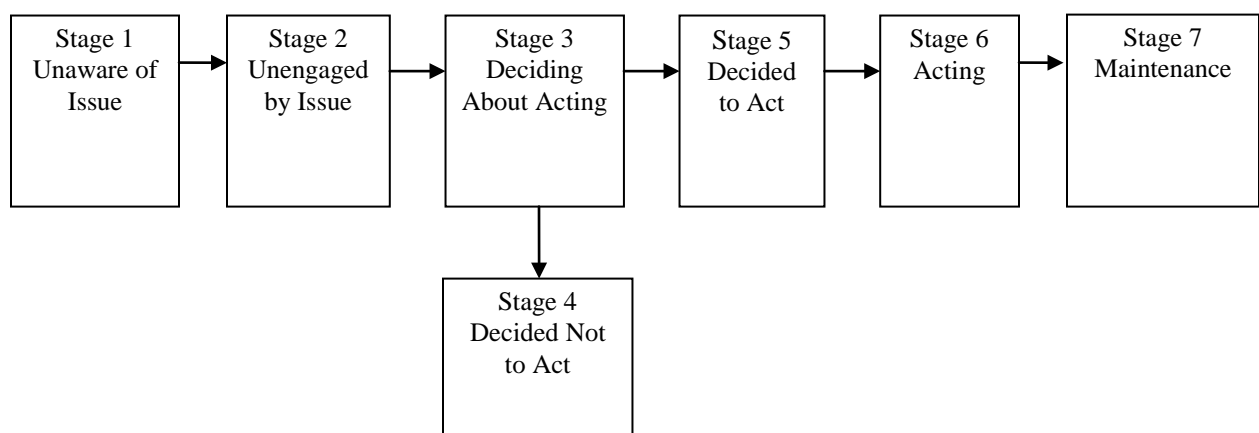 Stage 1
Unaware of
Issue
Stage 2
Unengaged
by Issue
Stage 3
Deciding
About Acting
Stage 5
Decided
to Act
Stage 6
Acting
Stage 7
Maintenance
Stage 4
Decided Not
to Act